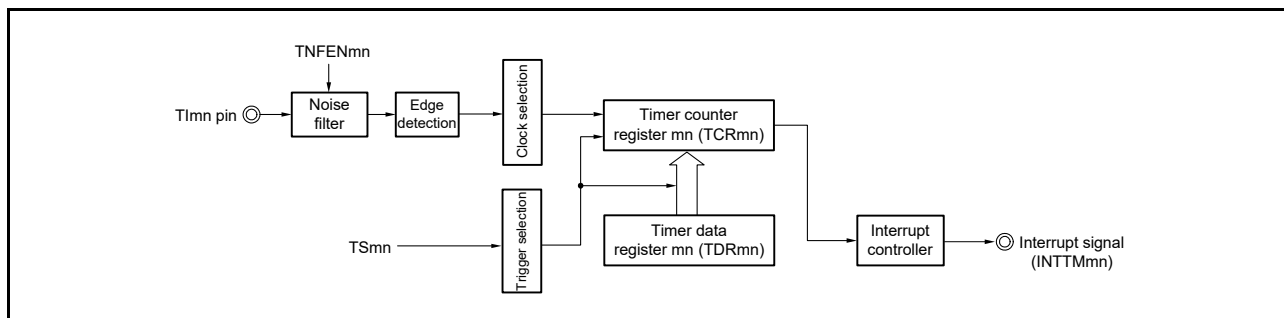 TNFENmn
TImn pin
Noise
filter
Edge
detection
Clock selection
Timer counter
register mn (TCRmn)
TSmn
Trigger selection
Timer data
register mn (TDRmn)
Interrupt
controller
Interrupt signal
(INTTMmn)